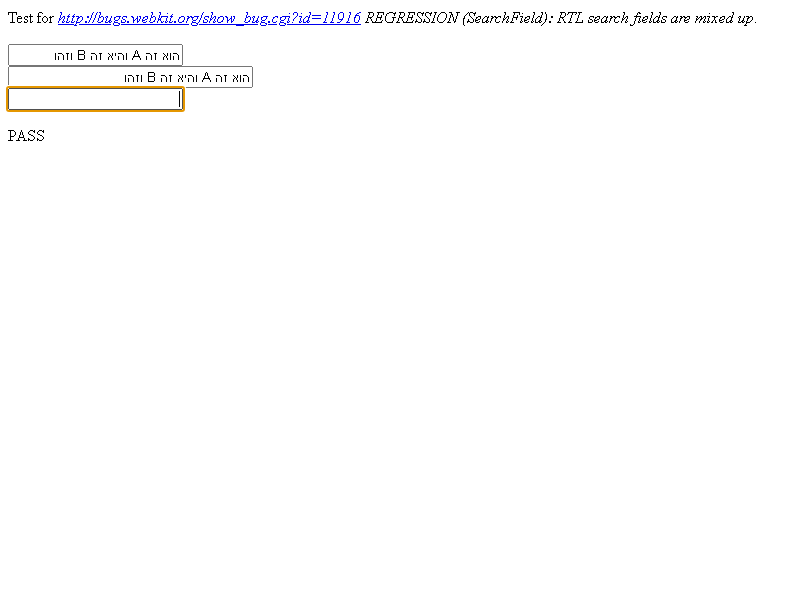 Test for http://bugs.webkit.org/show_bug.cgi?id=11916 REGRESSION (SearchField): RTL search fields are mixed up.
הוא זה A והיא זה B וזהו
הוא זה A והיא זה B וזהו
PASS